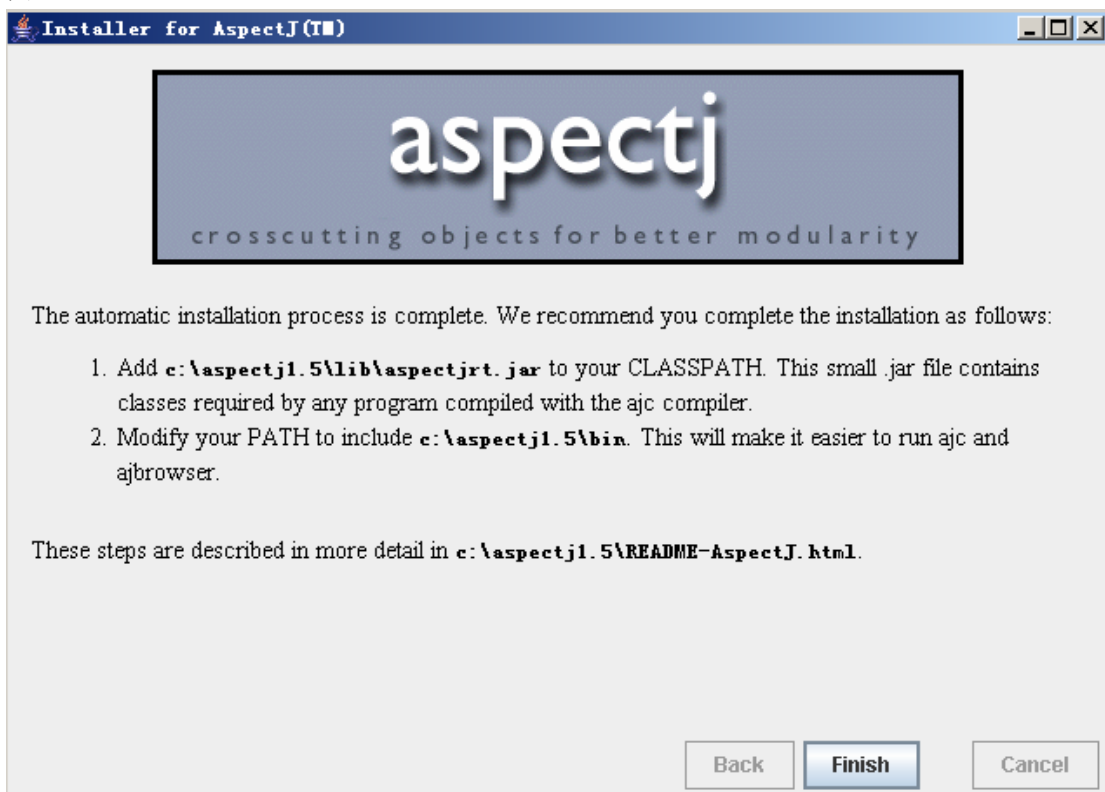 Installer for AspectJ(TM)
aspectj
crosscutting objects for better modularity
The automatic installation process is complete. We recommend you complete the installation as follows:
1. Add c:\aspectj1.5\lib\aspectjrt.jar to your CLASSPATH. This small .jar file contains
classes required by any program compiled with the ajc compiler.
2. Modify your PATH to include c:\aspectj1.5\bin. This will make it easier to run ajc and
ajbrowser.
These steps are described in more detail in c:\aspectj1.5\README-AspectJ.html.
Back Finish Cancel